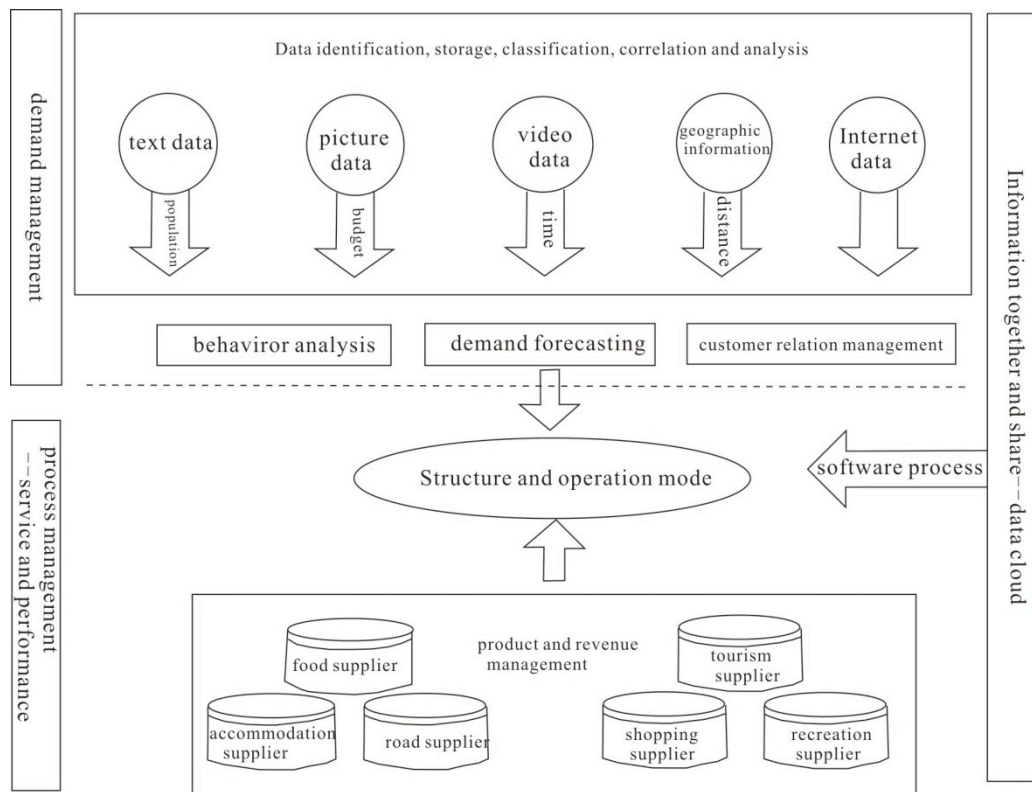 Data identification, storage, classification, correlation and analysis
demand management
text data
picture
data
video
data
geographic
information
Internet
data
population
budget
time
distance
behaviror analysis
demand forecasting
customer relation management
Information together and share--data cloud
process management
--service and performance
Structure and operation mode
software process
product and revenue
management
food supplier
tourism
supplier
accommodation
supplier
road supplier
shopping
supplier
recreation
supplier